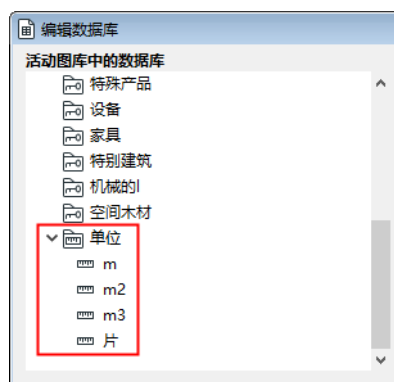 编辑数据库
活动图库中的数据库
特殊产品
设备
家具
特别建筑
机械的l
空间木材
单位
m
m2
m3
片